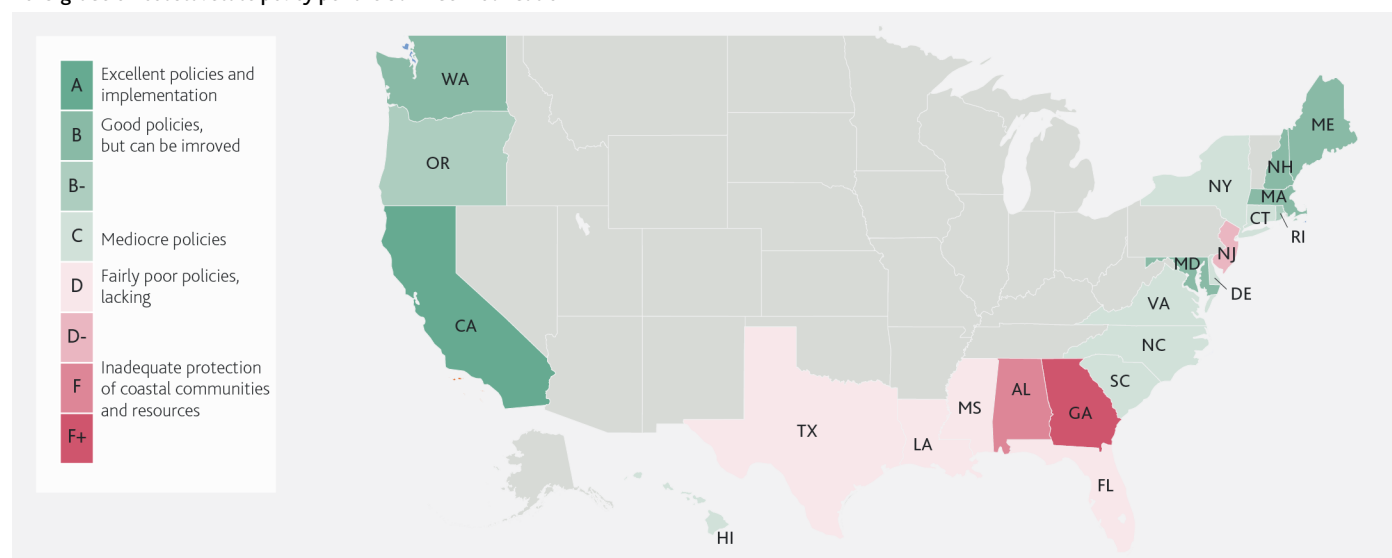 A
Excellent policies and
implementation
B
Good policies,
but can be imroved
B-
C
Mediocre policies
D
Fairly poor policies,
lacking
D-
F
Inadequate protection
of coastal communities
and resources
F+
WA
OR
CA
TX
LA
MS
AL
GA
FL
SC
NC
VA
MD
DE
NJ
NY
CT
RI
MA
NH
ME
HI